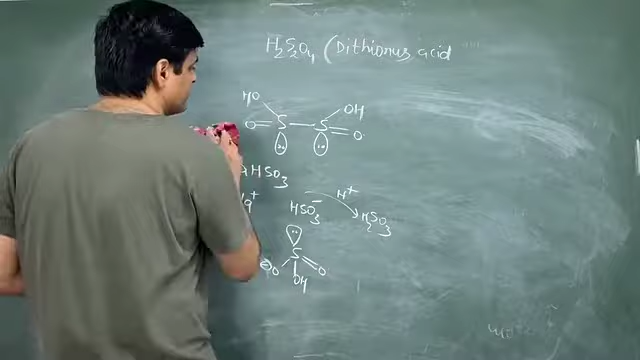 H2S2O4 (Dithionus acid
HO OH
O=S—S=O
HSO3
HSO3⁻ H⁺ H2SO3
S
⊖O O
OH